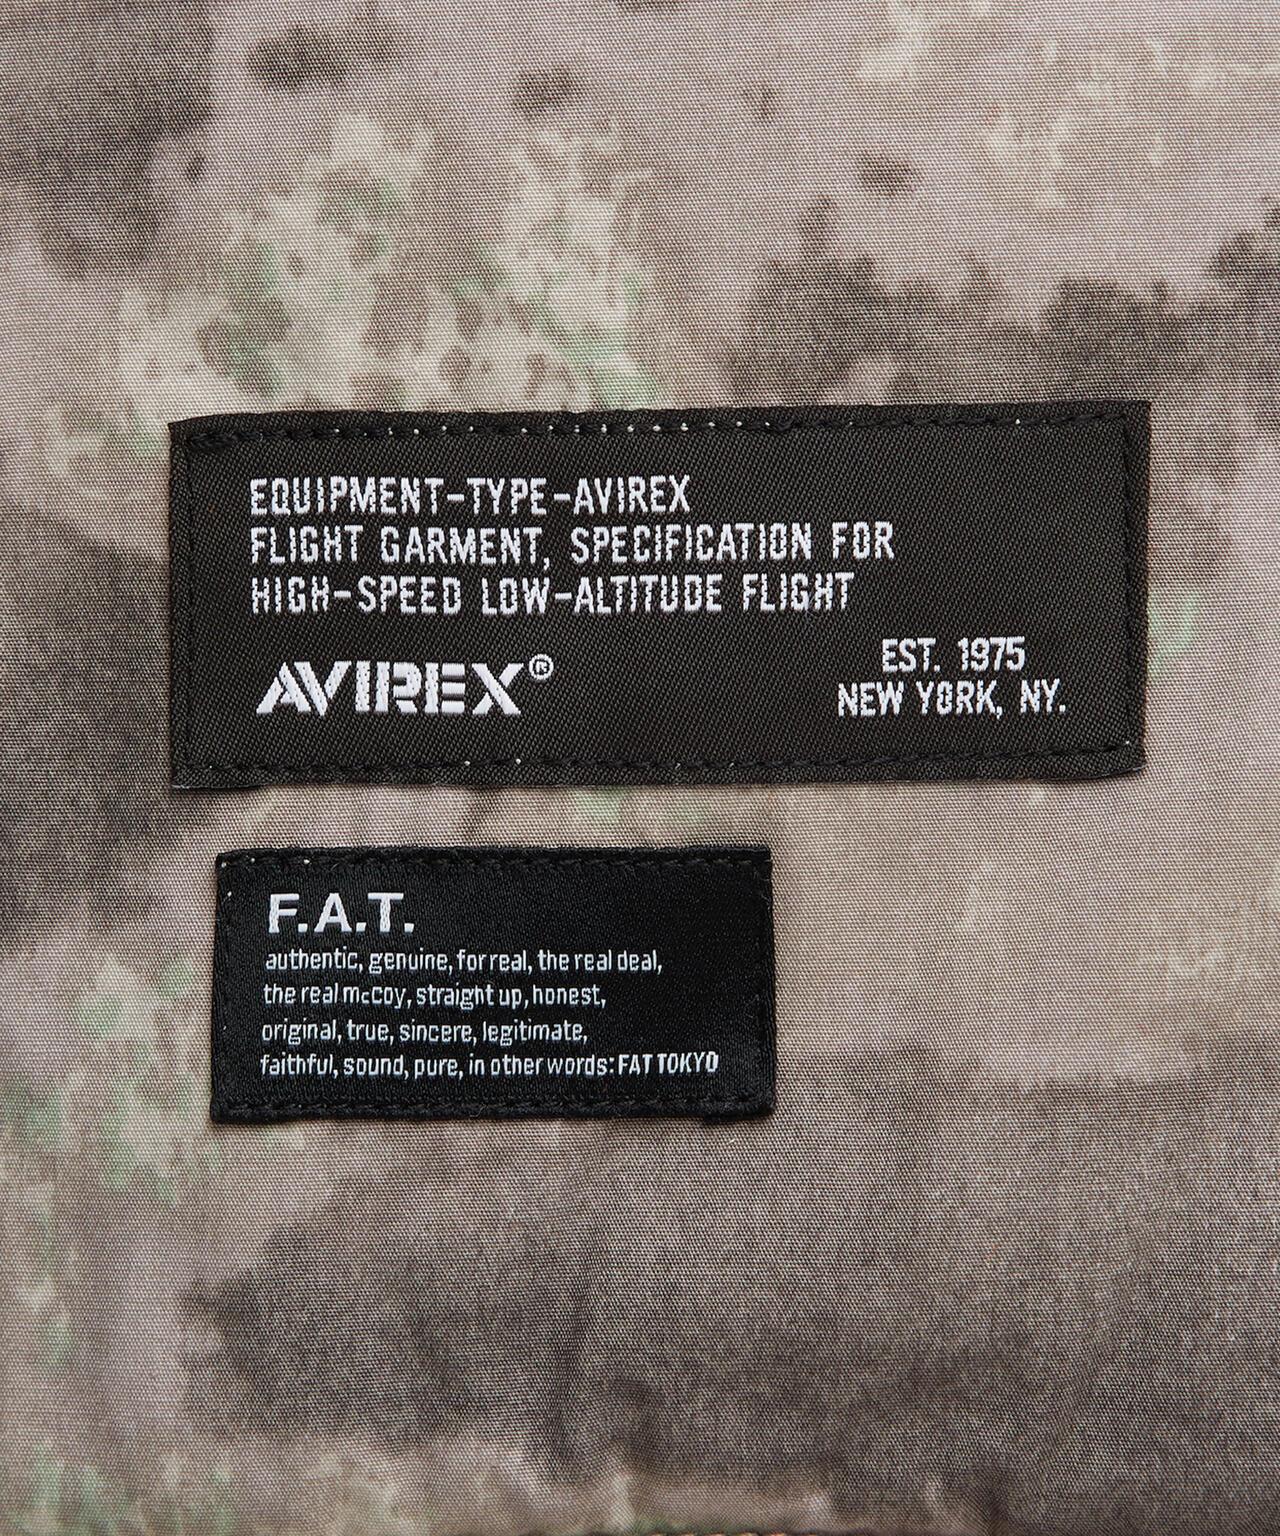 EQUIPMENT-TYPE-AVIREX
FLIGHT GARMENT, SPECIFICATION FOR
HIGH-SPEED LOW-ALTITUDE FLIGHT
AVIREX®
EST. 1975
NEW YORK, NY.
F.A.T.
authentic, genuine, for real, the real deal,
the real mccoy, straight up, honest,
original, true, sincere, legitimate,
faithful, sound, pure, in other words: FAT TOKYO